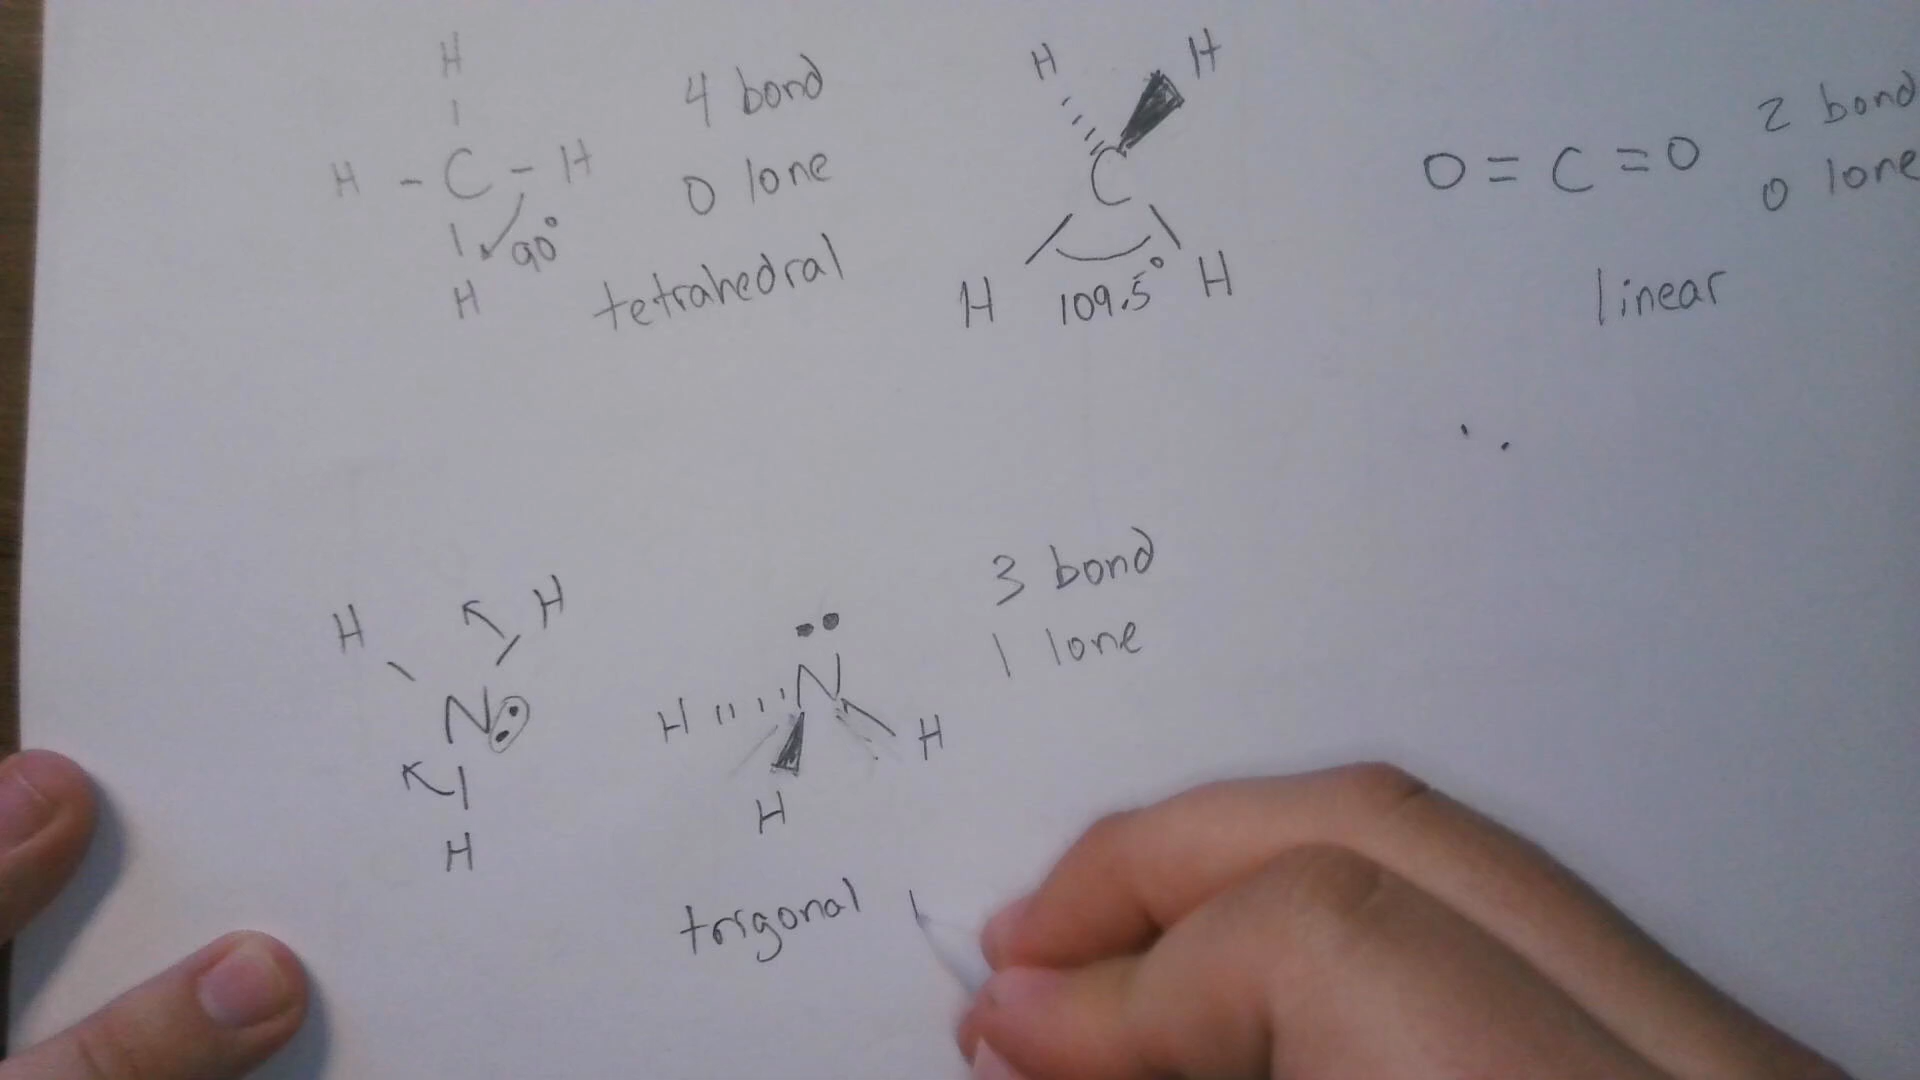 H
H - C - H
90°
H
4 bond
0 lone
tetrahedral
H H
C
H 109.5° H
O = C = O
2 bond
0 lone
linear
H H
N
H
N
H H
H
3 bond
1 lone
trigonal